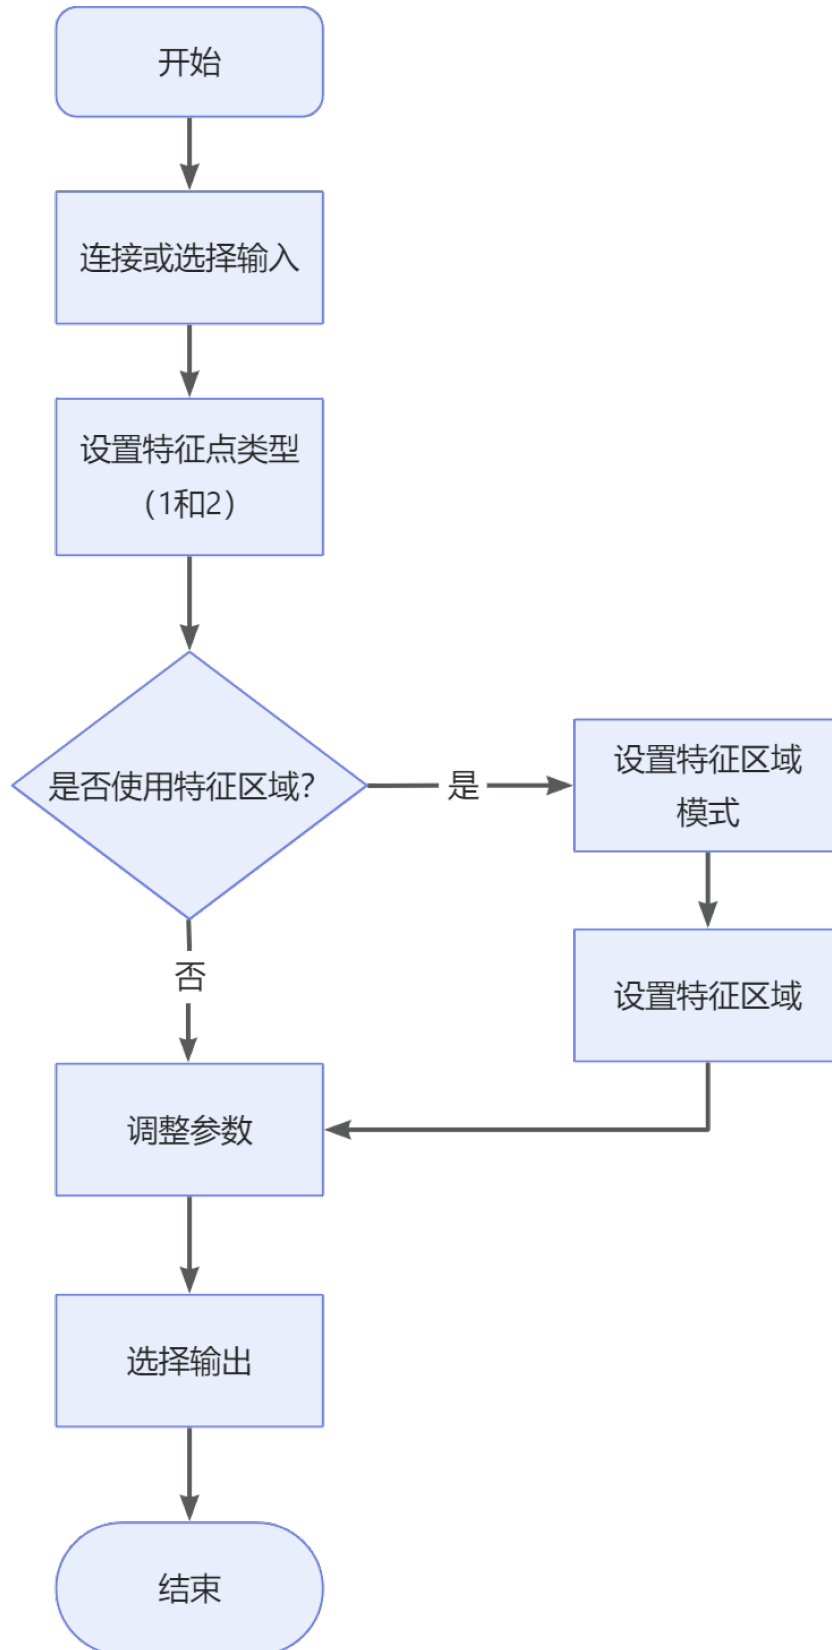 开始
连接或选择输入
设置特征点类型
（1和2）
是否使用特征区域？
是
设置特征区域
模式
否
设置特征区域
调整参数
选择输出
结束